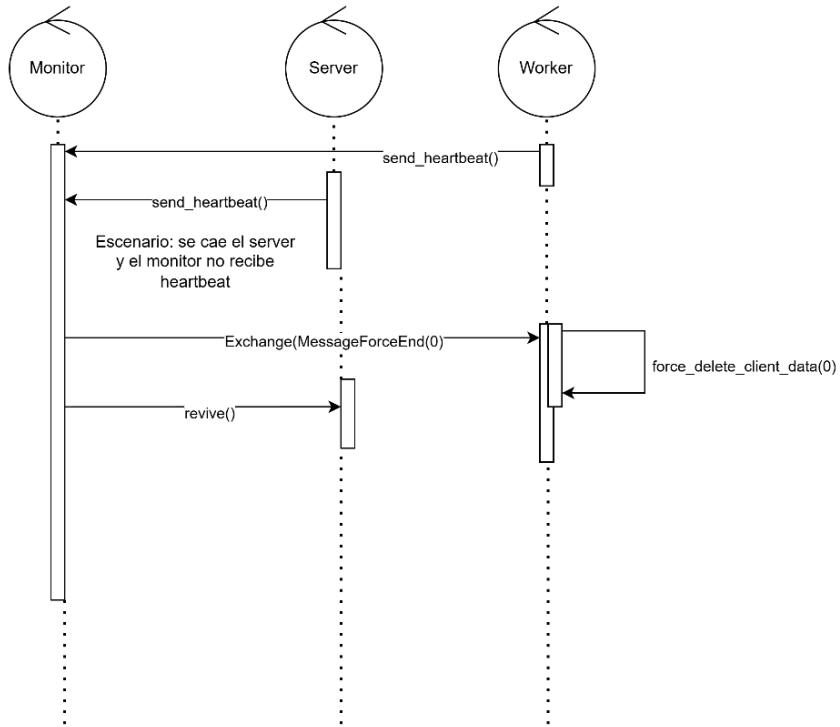 Monitor
Server
Worker
send_heartbeat()
send_heartbeat()
Escenario: se cae el server
y el monitor no recibe
heartbeat
Exchange(MessageForceEnd(0)
force_delete_client_data(0)
revive()